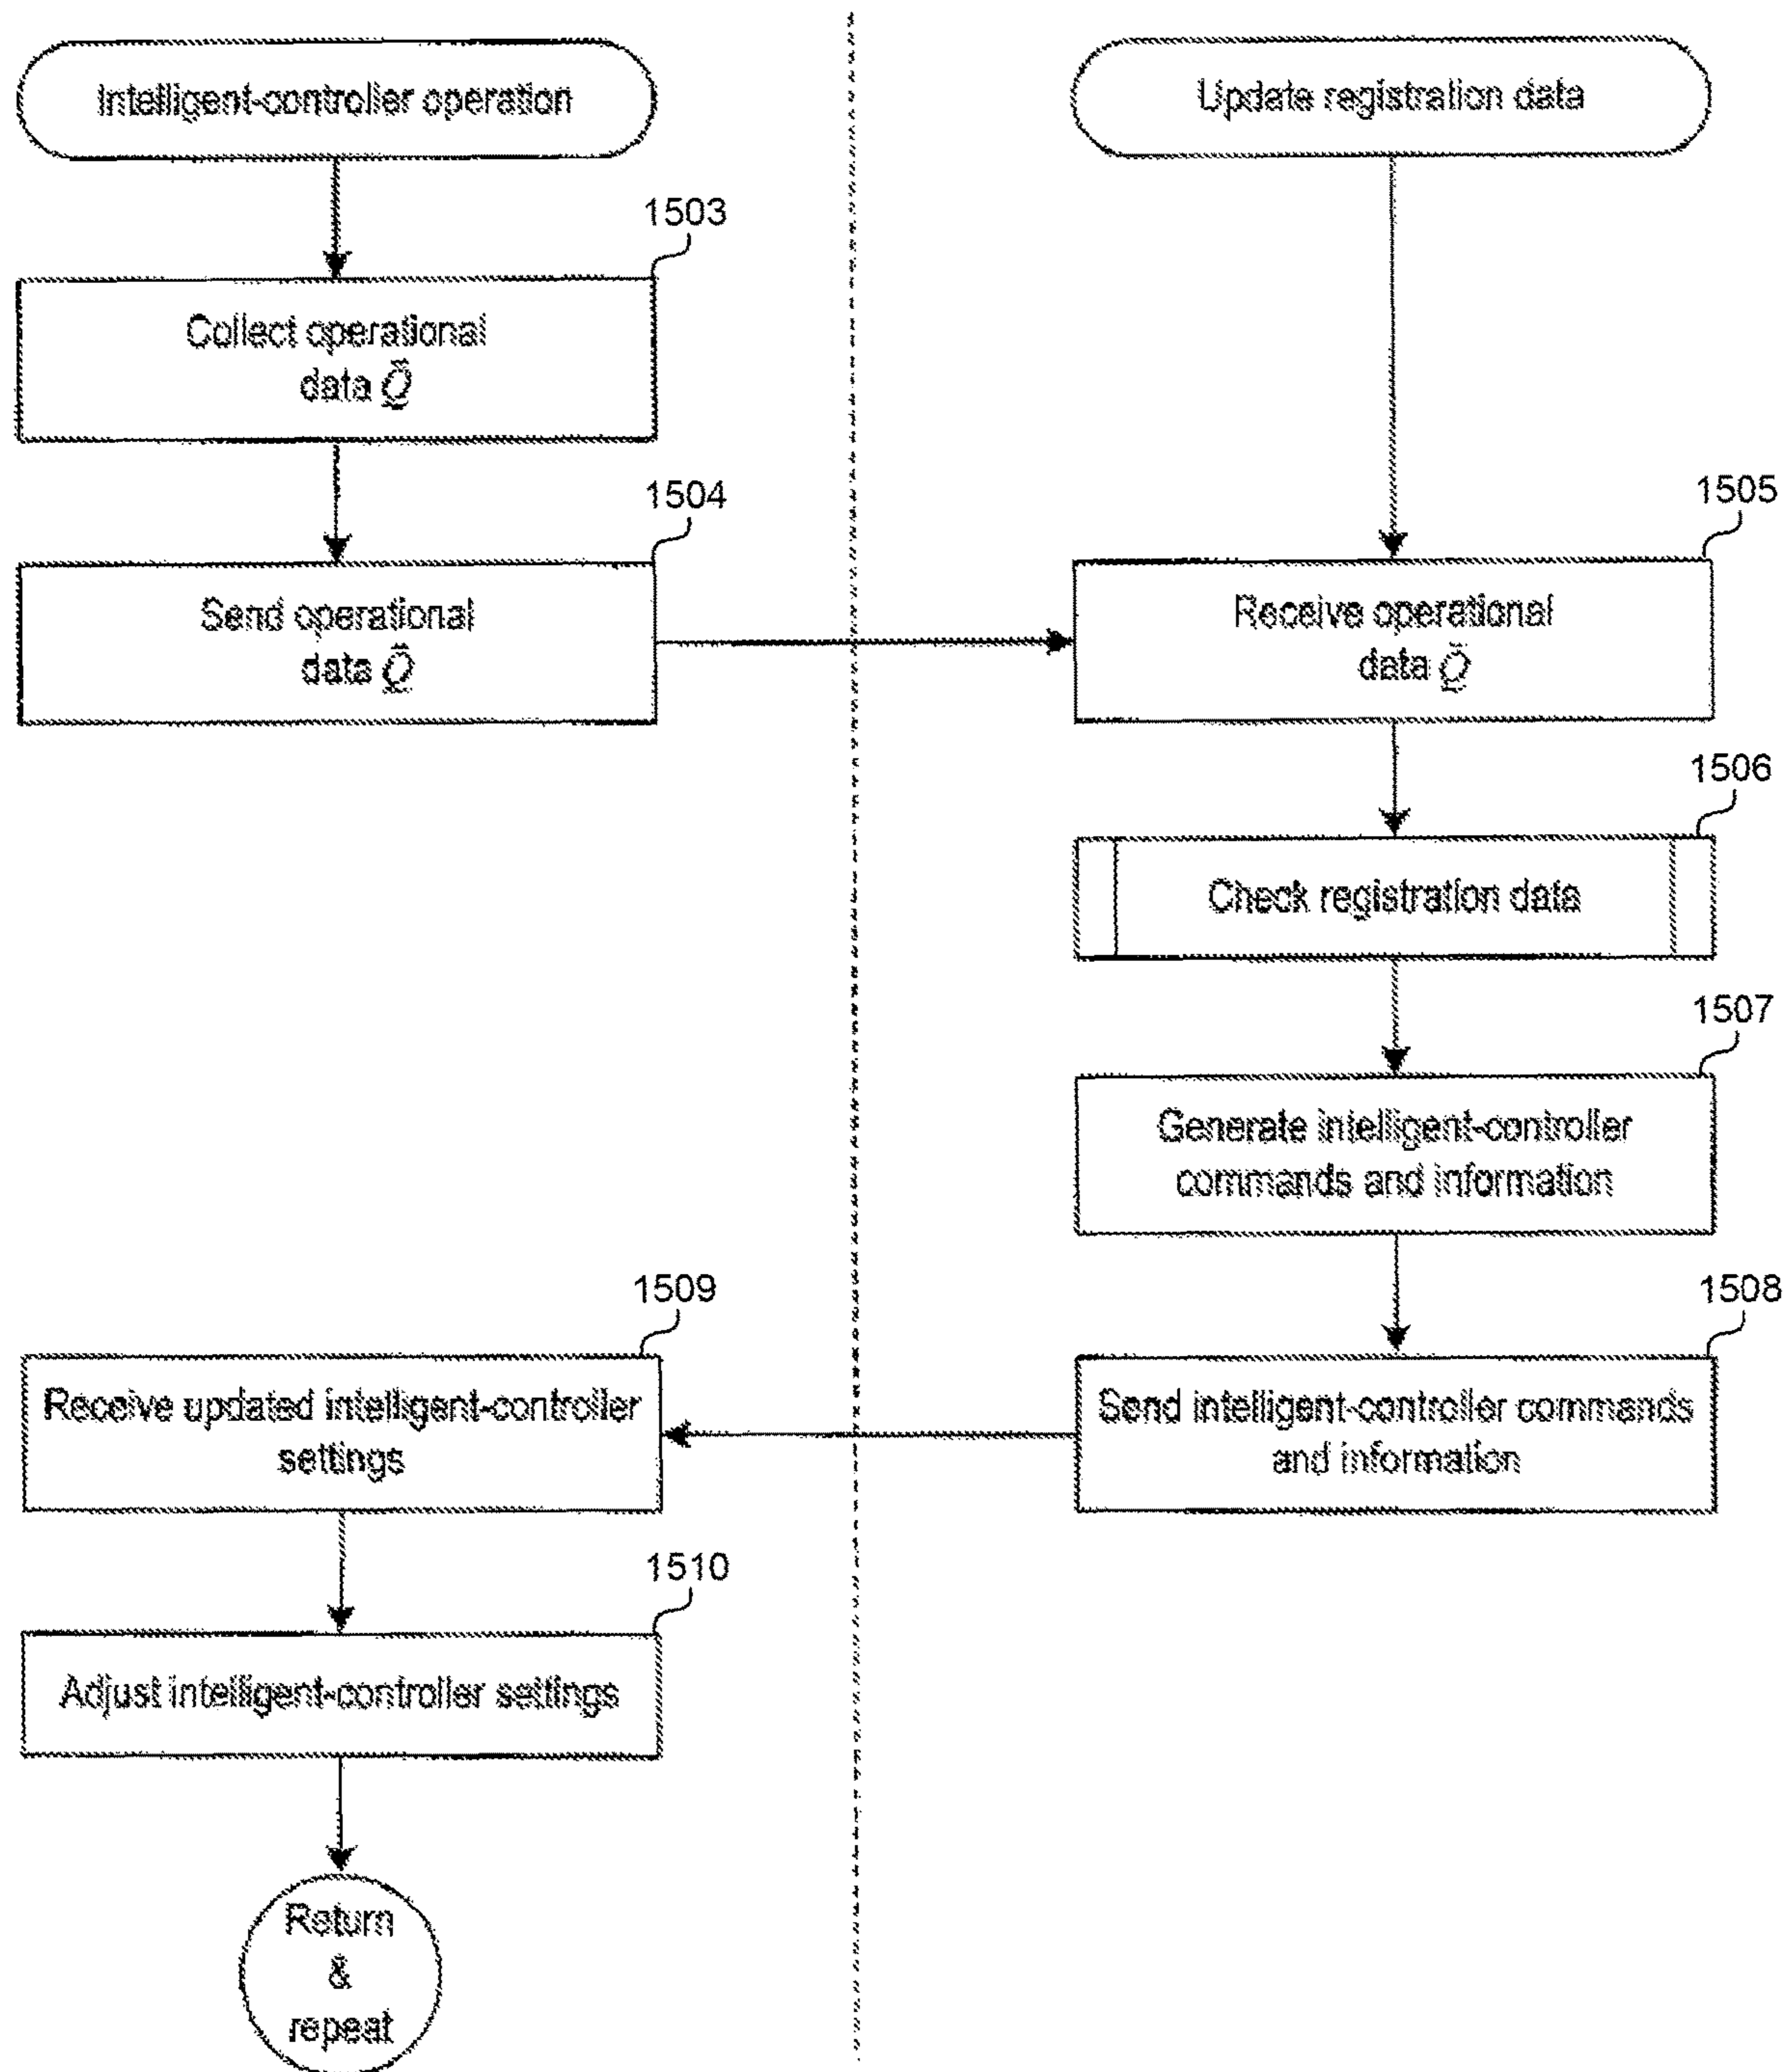 Intelligent-controller operation
Update registration data
1503
Collect operational
data Q̃
1504
Send operational
data Q̃
1505
Receive operational
data Q̃
1506
Check registration data
1507
Generate intelligent-controller
commands and information
1508
Send intelligent-controller commands
and information
1509
Receive updated intelligent-controller
settings
1510
Adjust intelligent-controller settings
Return
&
repeat